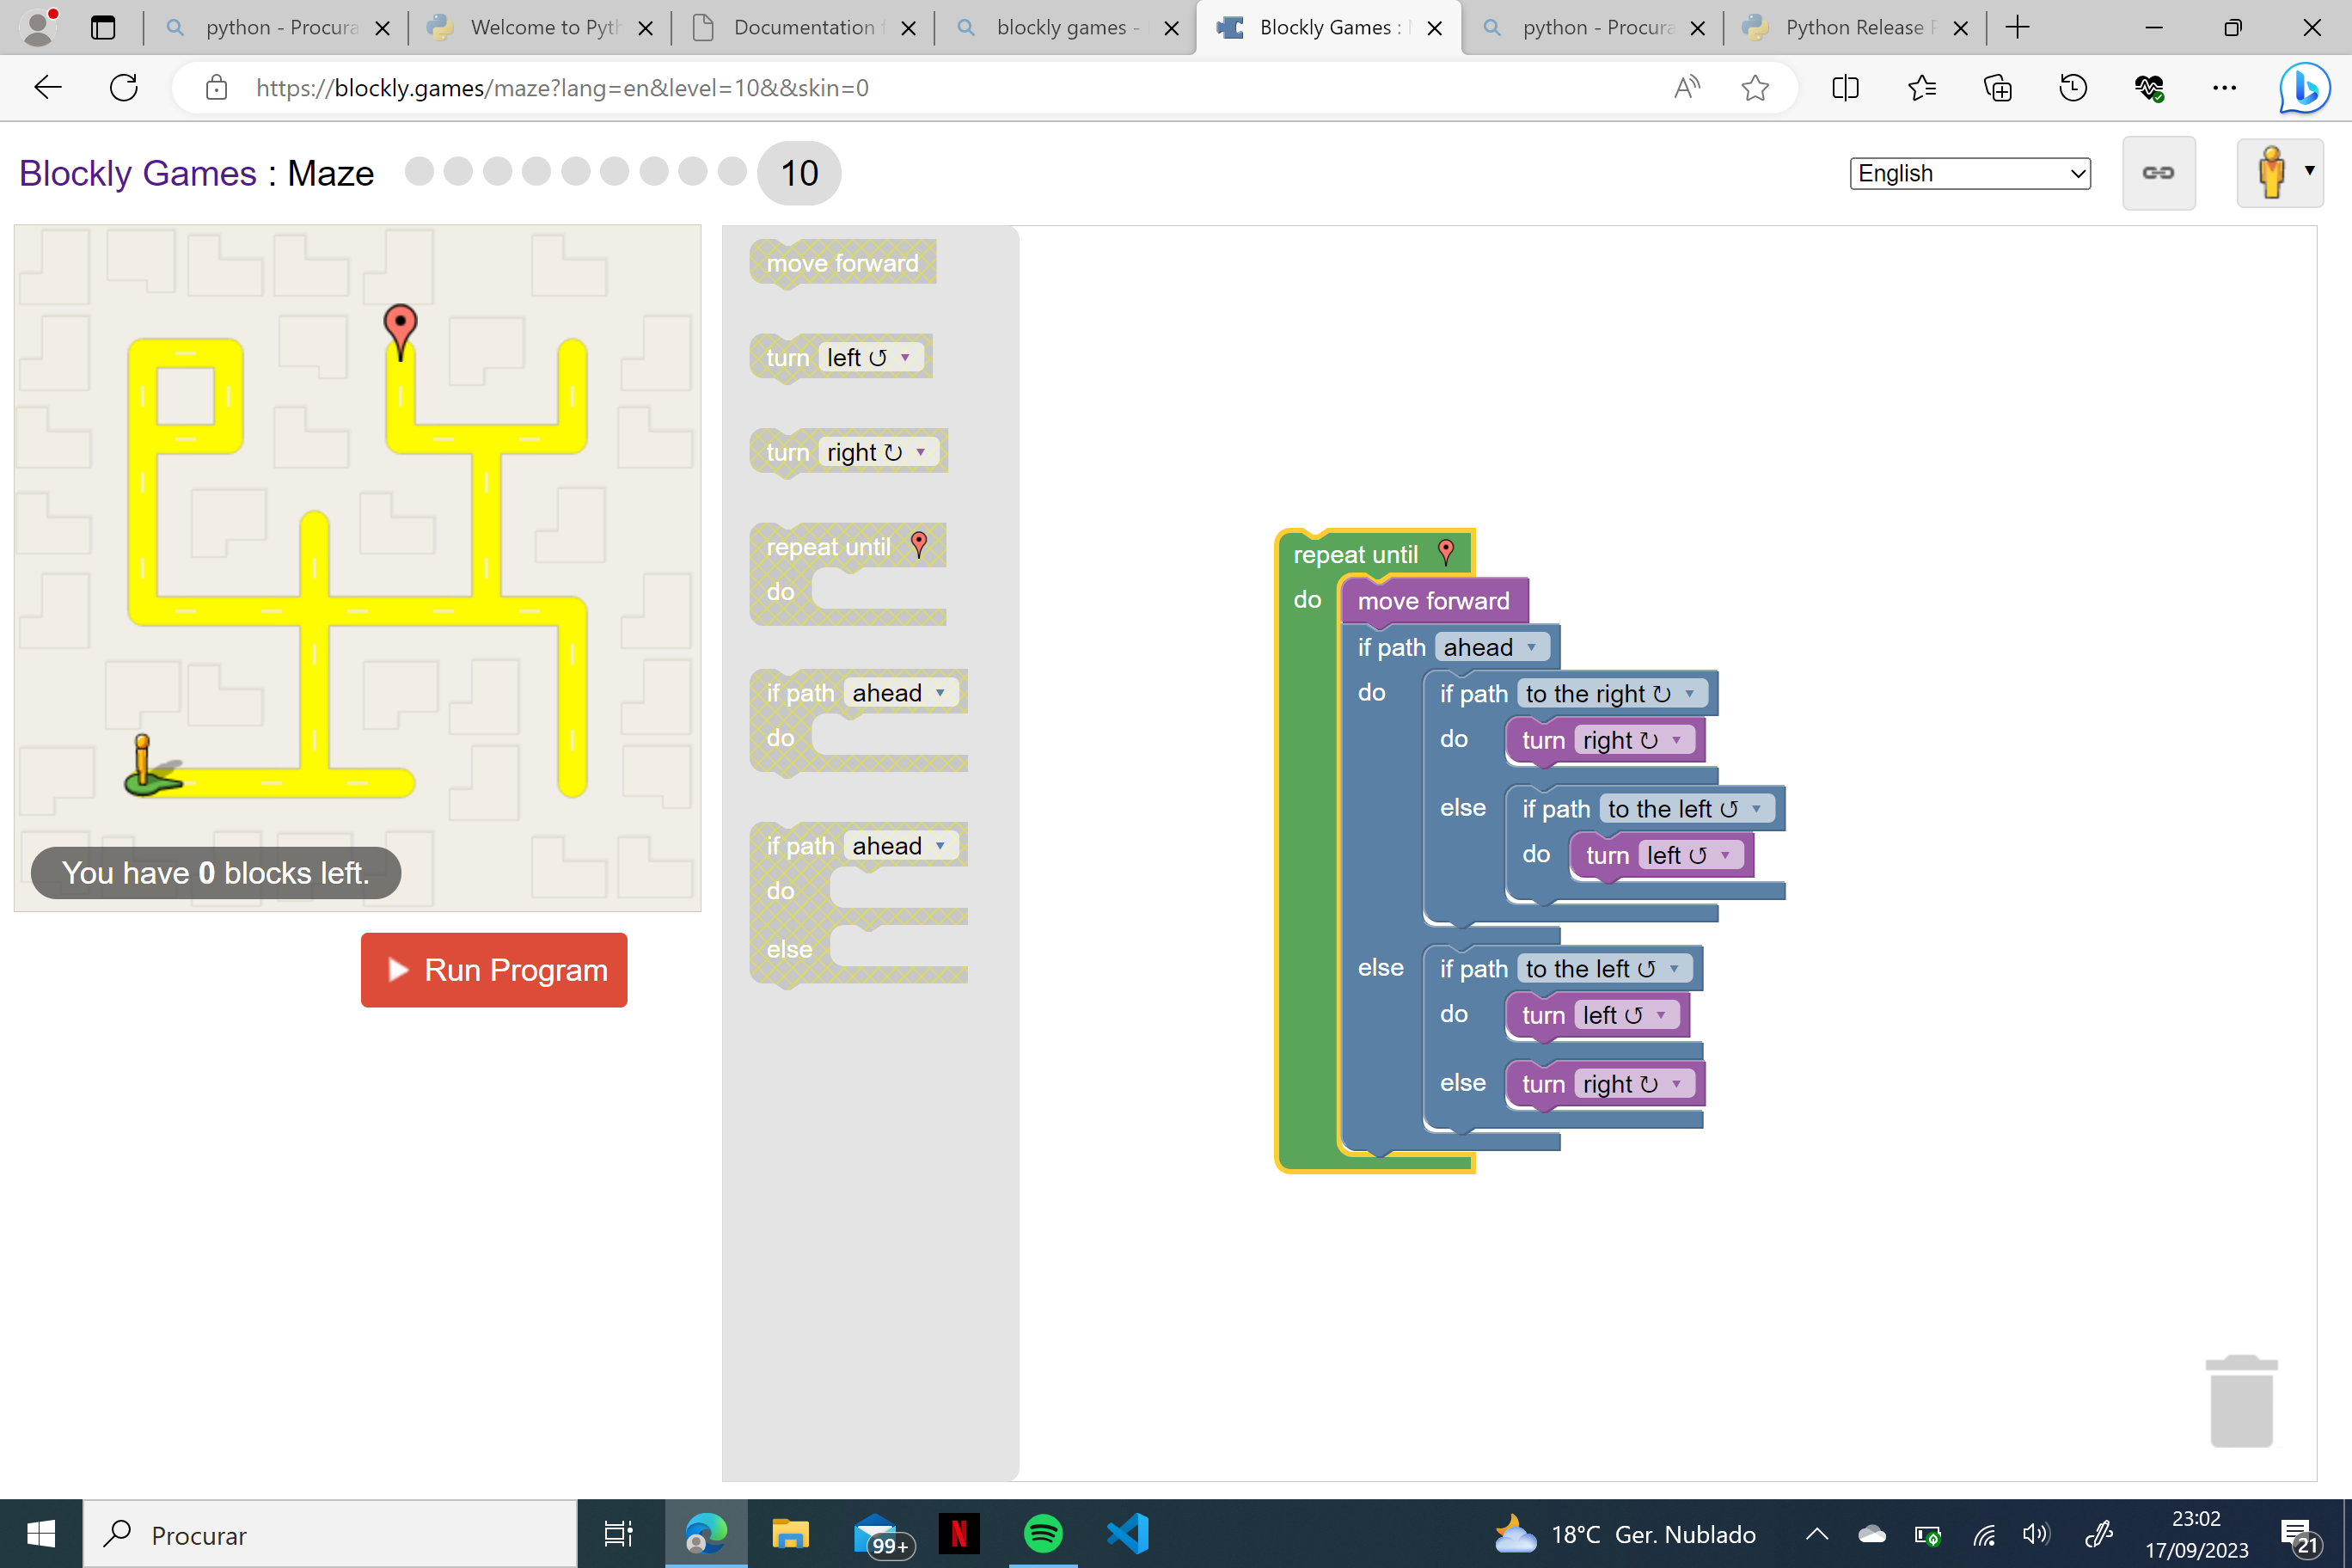 python - Procura
Welcome to Pyth
Documentation
blockly games -
Blockly Games :
python - Procura
Python Release
https://blockly.games/maze?lang=en&level=10&&skin=0
Blockly Games : Maze
10
English
move forward
turn left ↺
turn right ↻
repeat until
do
if path ahead
do
if path ahead
do
else
You have 0 blocks left.
Run Program
repeat until
do
move forward
if path ahead
do
if path to the right ↻
do
turn right ↻
else
if path to the left ↺
do
turn left ↺
else
if path to the left ↺
do
turn left ↺
else
turn right ↻
Procurar
99+
N
18°C Ger. Nublado
23:02
17/09/2023
21